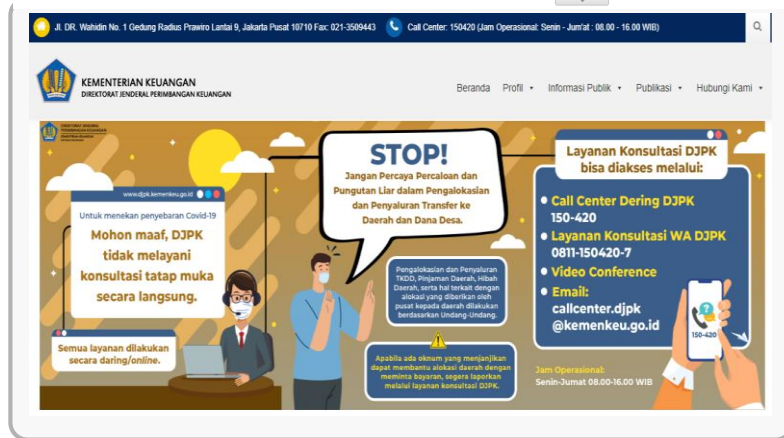 Jl. DR. Wahidin No. 1 Gedung Radius Prawiro Lantai 9, Jakarta Pusat 10710 Fax: 021-3509443 Call Center: 150420 (Jam Operasional: Senin - Jum'at : 08.00 - 16.00 WIB)
KEMENTERIAN KEUANGAN
DIREKTORAT JENDERAL PERIMBANGAN KEUANGAN
Beranda Profil Informasi Publik Publikasi Hubungi Kami
www.djpk.kemenkeu.go.id
Untuk menekan penyebaran Covid-19
Mohon maaf, DJPK
tidak melayani
konsultasi tatap muka
secara langsung.
Semua layanan dilakukan
secara daring/online.
STOP!
Jangan Percaya Percaloan dan
Pungutan Liar dalam Pengalokasian
dan Penyaluran Transfer ke
Daerah dan Dana Desa.
Pengalokasian dan Penyaluran
TKDD, Pinjaman Daerah, Hibah
Daerah, serta hal terkait dengan
alokasi yang diberikan oleh
pusat kepada daerah dilakukan
berdasarkan Undang-Undang.
Apabila ada oknum yang menjanjikan
dapat membantu alokasi daerah dengan
meminta bayaran, segera laporkan
melalui layanan konsultasi DJPK.
Layanan Konsultasi DJPK
bisa diakses melalui:
Call Center Dering DJPK
150-420
Layanan Konsultasi WA DJPK
0811-150420-7
Video Conference
Email:
callcenter.djpk
@kemenkeu.go.id
150-420
Jam Operasional:
Senin-Jumat 08.00-16.00 WIB